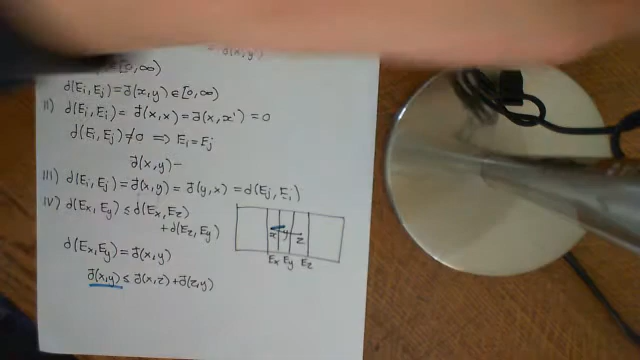 = d̄(x,y')
∈ [0,∞)
d(Ei,Ej) = d̄(x,y) ∈ [0,∞)
II) d(Ei,Ei) = d̄(x,x) = d̄(x,x') = 0
d(Ei,Ej) ≠ 0 ⟹ Ei = Ej
d̄(x,y) –
III) d(Ei,Ej) = d̄(x,y) = d̄(y,x) = d(Ej,Ei)
IV) d(Ex,Ey) ≤ d(Ex,Ez)
+ d(Ez,Ey)
x y z
Ex Ey Ez
d(Ex,Ey) = d̄(x,y)
d̄(x,y) ≤ d̄(x,z) + d̄(z,y)